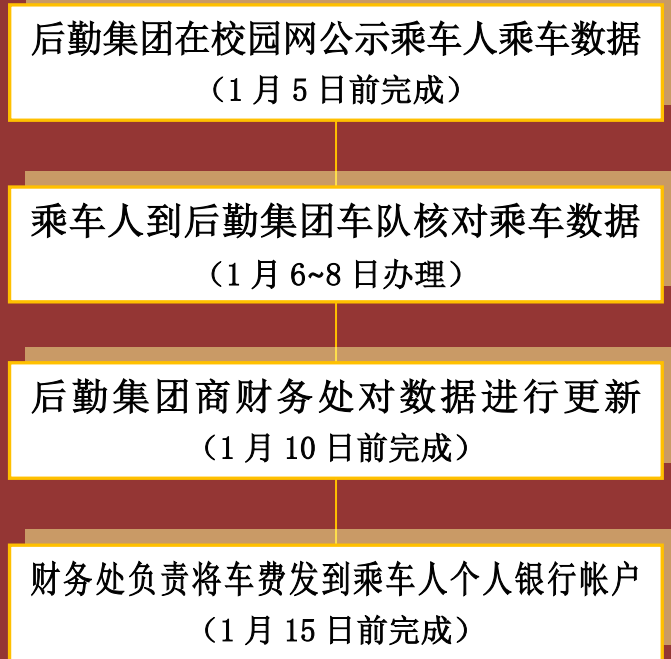 后勤集团在校园网公示乘车人乘车数据
（1月5日前完成）
乘车人到后勤集团车队核对乘车数据
（1月6~8日办理）
后勤集团商财务处对数据进行更新
（1月10日前完成）
财务处负责将车费发到乘车人个人银行帐户
（1月15日前完成）